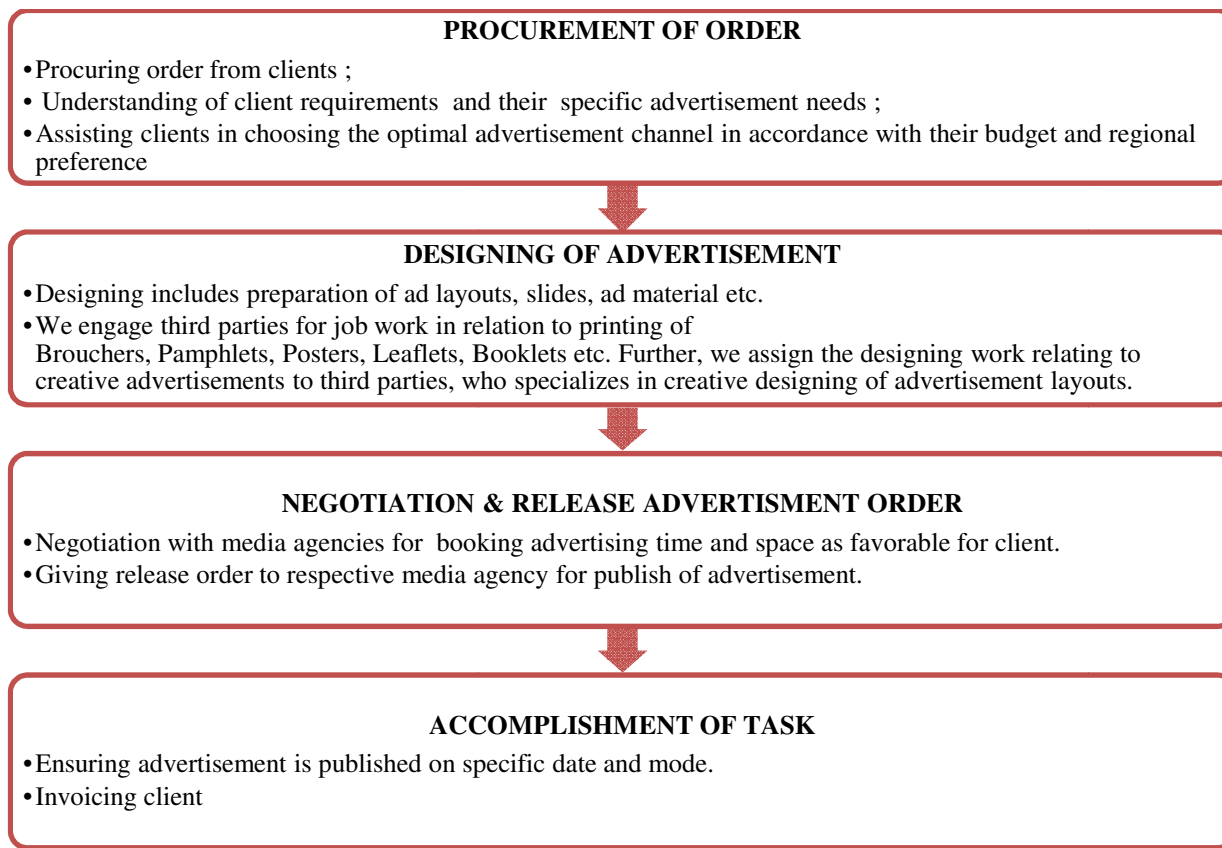 PROCUREMENT OF ORDER
•Procuring order from clients ;
• Understanding of client requirements and their specific advertisement needs ;
•Assisting clients in choosing the optimal advertisement channel in accordance with their budget and regional
preference
DESIGNING OF ADVERTISEMENT
•Designing includes preparation of ad layouts, slides, ad material etc.
•We engage third parties for job work in relation to printing of
Brouchers, Pamphlets, Posters, Leaflets, Booklets etc. Further, we assign the designing work relating to
creative advertisements to third parties, who specializes in creative designing of advertisement layouts.
NEGOTIATION & RELEASE ADVERTISMENT ORDER
•Negotiation with media agencies for booking advertising time and space as favorable for client.
•Giving release order to respective media agency for publish of advertisement.
ACCOMPLISHMENT OF TASK
•Ensuring advertisement is published on specific date and mode.
•Invoicing client